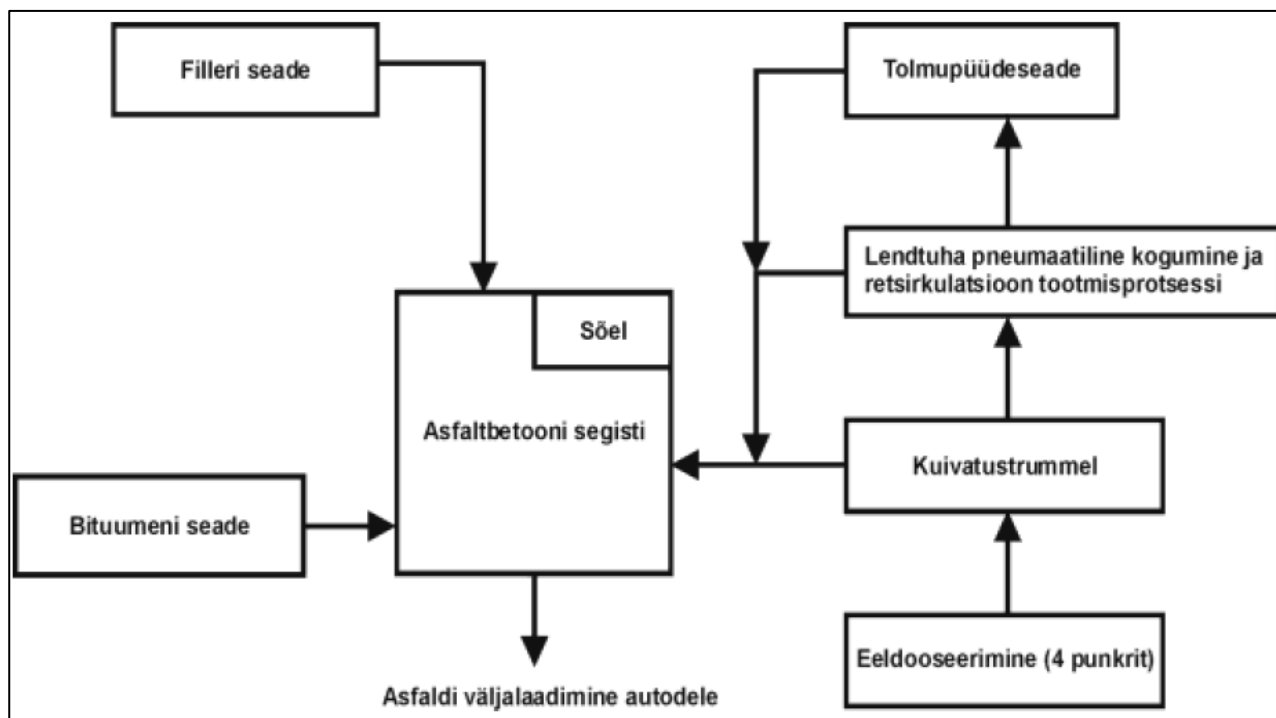 Filleri seade
Tolmupüüdeseade
Lendtuha pneumaatiline kogumine ja
retsirkulatsioon tootmisprotsessi
Sõel
Asfaltbetooni segisti
Kuivatustrummel
Bituumeni seade
Eeldooseerimine (4 punkrit)
Asfaldi väljalaadimine autodele